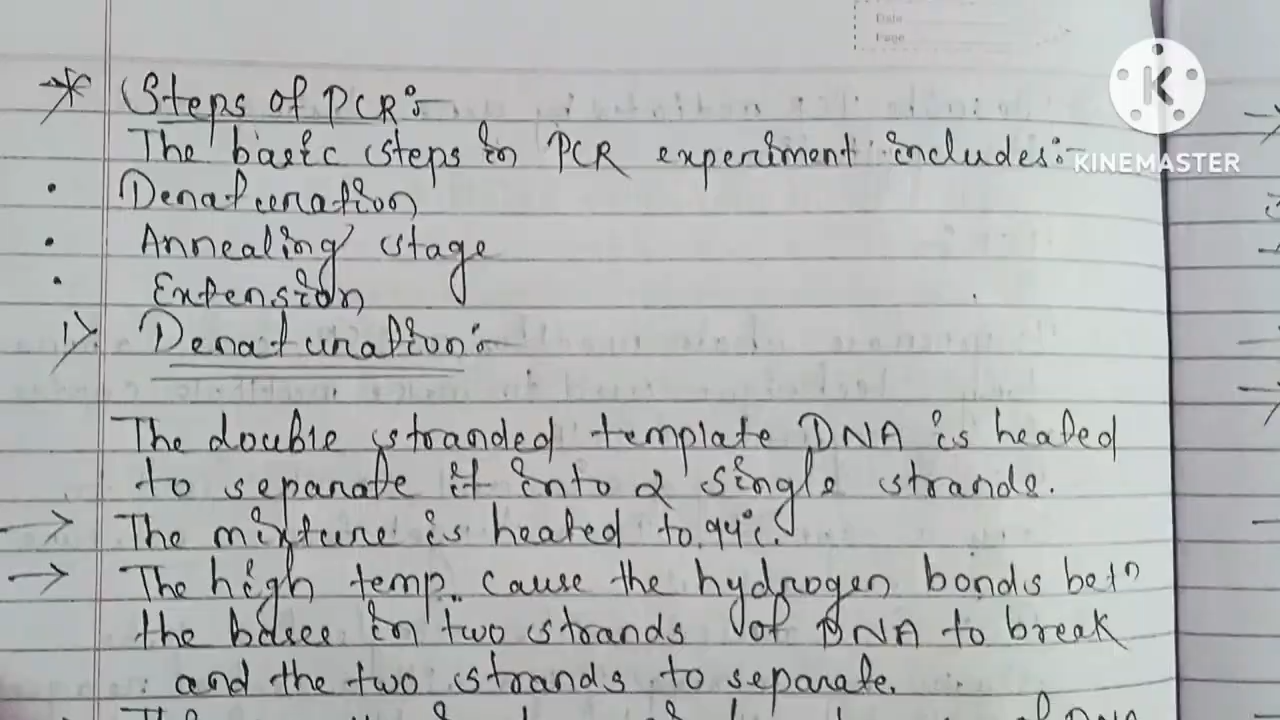 Date
Page
* Steps of PCR:-
The basic steps in PCR experiment includes:-
KINEMASTER
• Denaturation
• Annealing stage
• Extension
1) Denaturation:-
The double stranded template DNA is heated
to separate it into 2 single strands.
→ The mixture is heated to 94°c.
→ The high temp. cause the hydrogen bonds betn
the bases in two strands of DNA to break
and the two strands to separate.